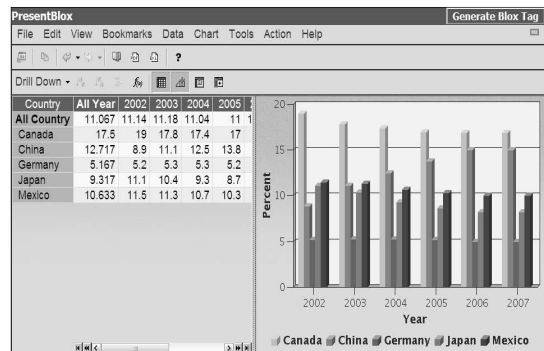 PresentBlox Generate Blox Tag
File Edit View Bookmarks Data Chart Tools Action Help
?
Drill Down
Country All Year 2002 2003 2004 2005
All Country 11.067 11.14 11.18 11.04 11 1
Canada 17.5 19 17.8 17.4 17
China 12.717 8.9 11.1 12.5 13.8
Germany 5.167 5.2 5.3 5.3 5.2
Japan 9.317 11.1 10.4 9.3 8.7
Mexico 10.633 11.5 11.3 10.7 10.3
20
15
10
5
0
Percent
2002 2003 2004 2005 2006 2007
Year
Canada China Germany Japan Mexico